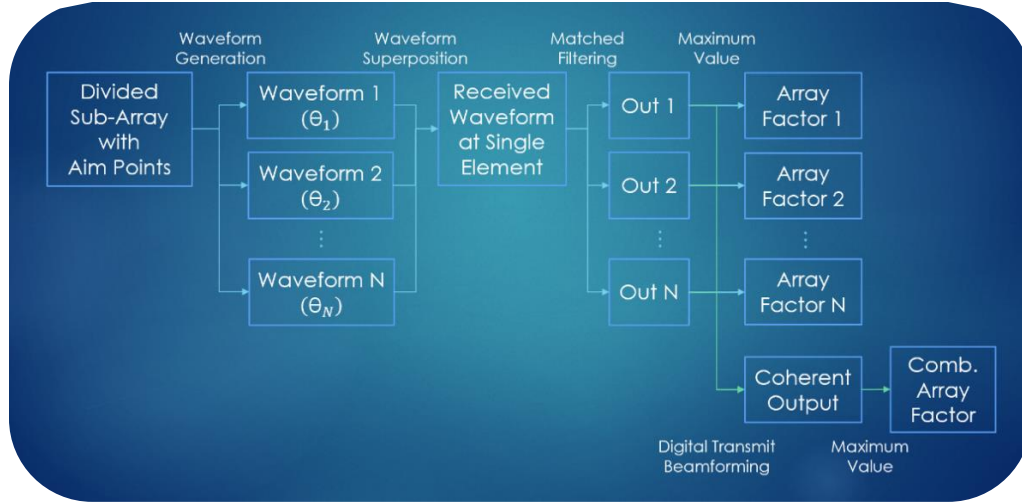 Waveform
Generation
Waveform
Superposition
Matched
Filtering
Maximum
Value
Divided
Sub-Array
with
Aim Points
Waveform 1
(θ₁)
Waveform 2
(θ₂)
⋮
Waveform N
(θ_N)
Received
Waveform
at Single
Element
Out 1
Out 2
⋮
Out N
Array
Factor 1
Array
Factor 2
⋮
Array
Factor N
Coherent
Output
Comb.
Array
Factor
Digital Transmit
Beamforming
Maximum
Value